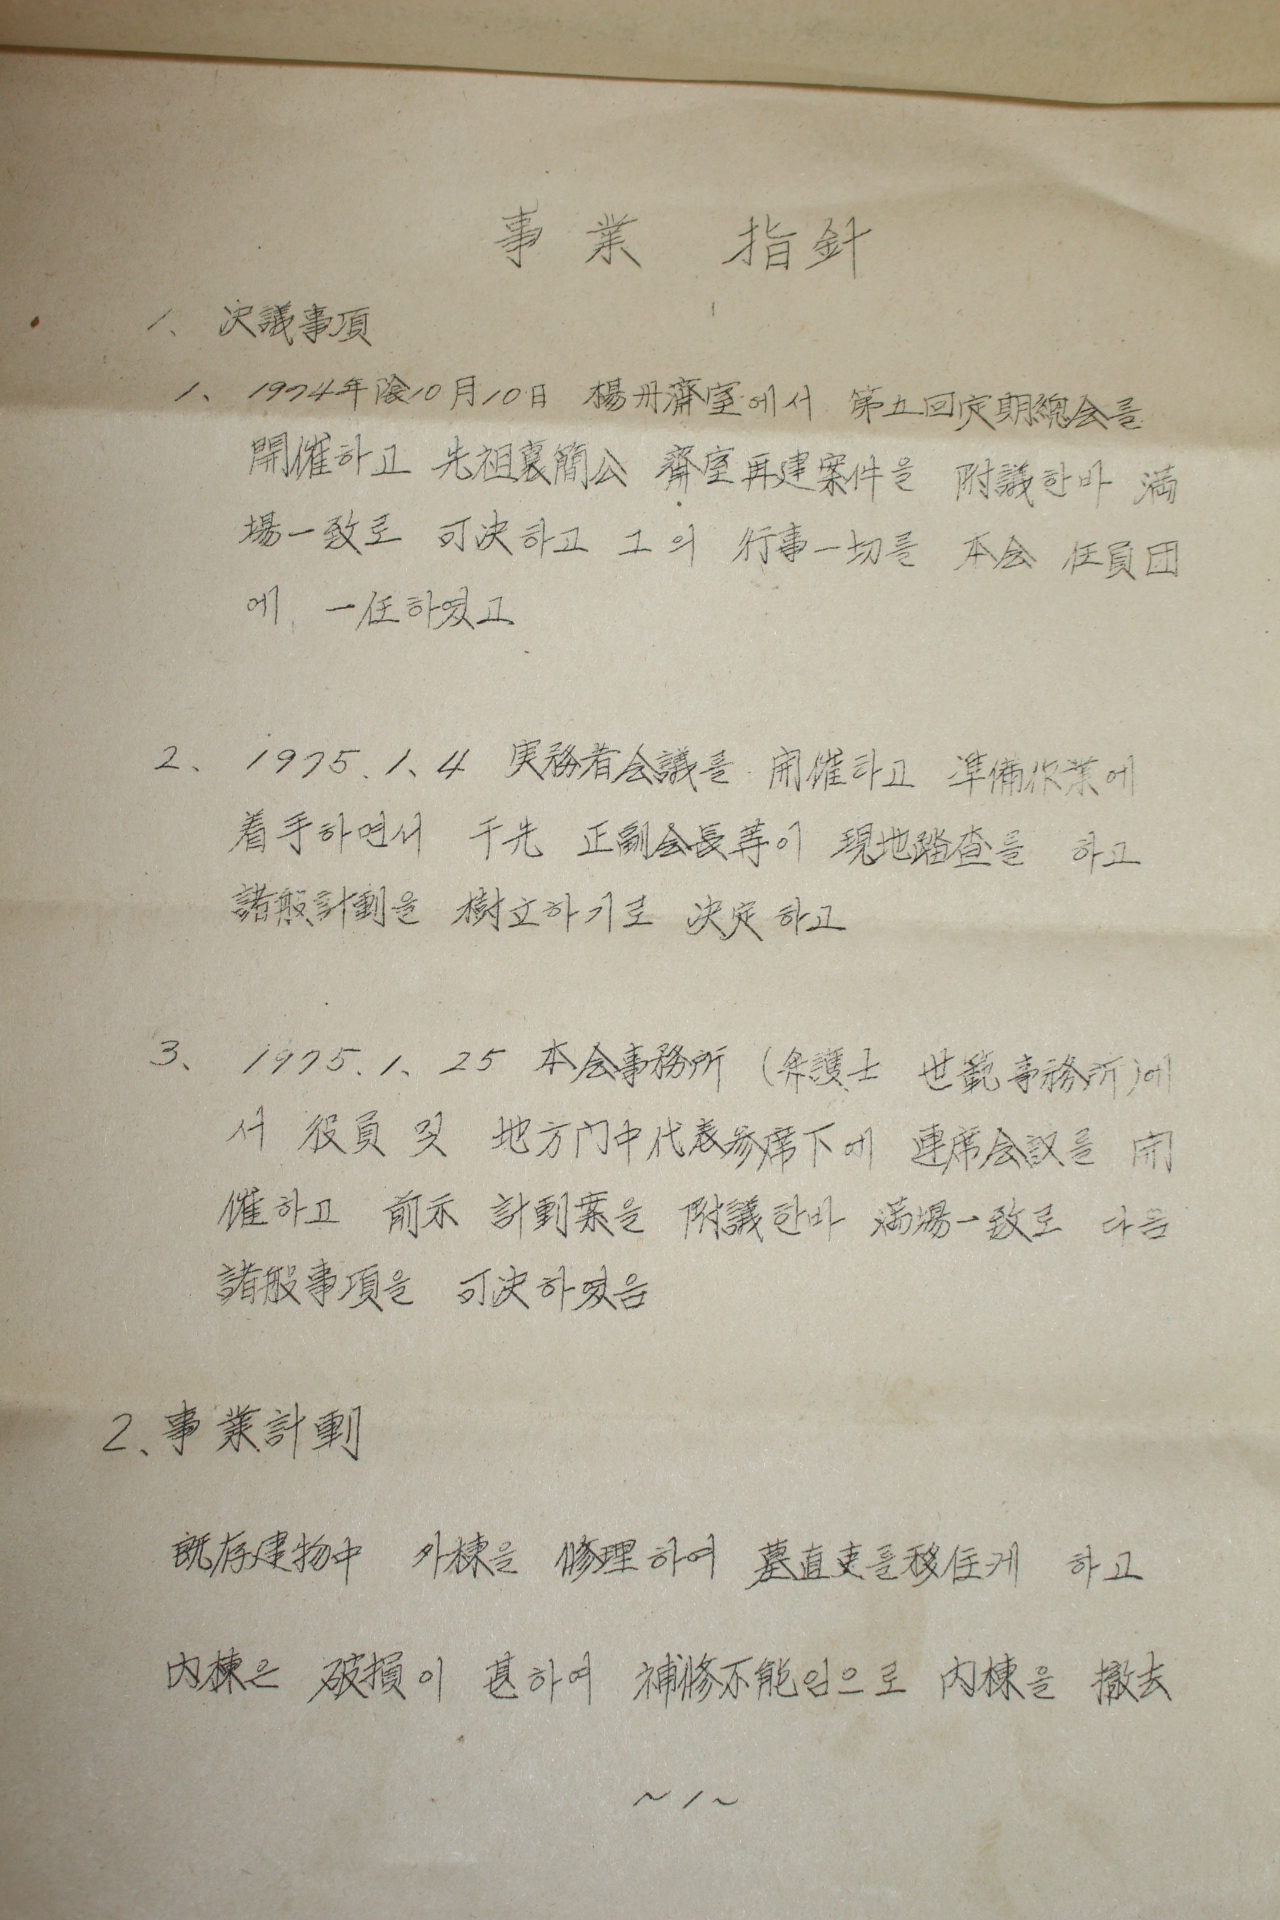 事業 指針
1、 決議事項
1、 1974年陰10月10日 楊州齋室에서 第五回定期總会를
開催하고 先祖襄簡公 齋室再建案件을 附議한바 満
場一致로 可決하고 그의 行事一切를 本会 任員団
에 一任하였고
2、 1975.1、4 実務者会議를 開催하고 準備作業에
着手하면서 于先 正副会長等이 現地踏査를 하고
諸般計劃을 樹立하기로 決定하고
3、 1975.1、25 本会事務所 (弁護士 世範事務所)에
서 役員 및 地方門中代表参席下에 連席会議를 開
催하고 前示 計劃案을 附議한바 満場一致로 다음
諸般事項을 可決하였음
2、事業計劃
既存建物中 外棟을 修理하여 墓直吏를移住케 하고
内棟은 破損이 甚하여 補修不能임으로 内棟을 撤去
~1~